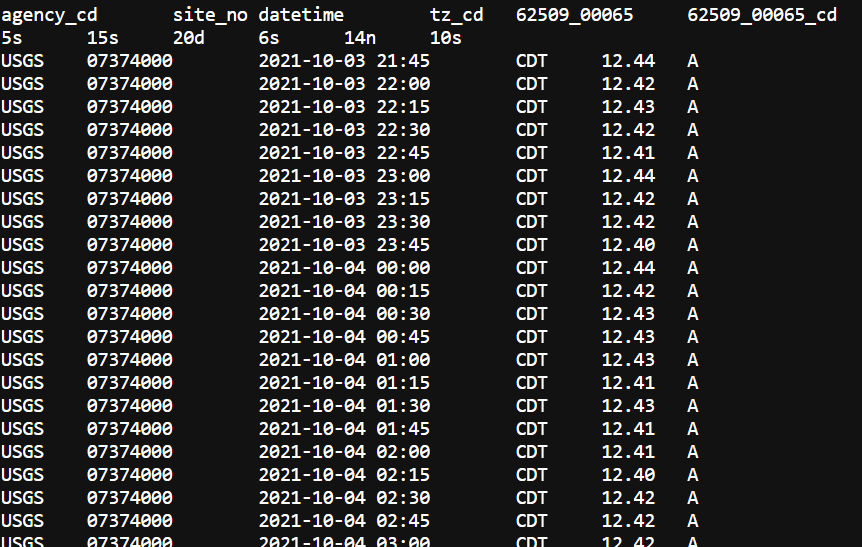 agency_cd site_no datetime tz_cd 62509_00065 62509_00065_cd
5s 15s 20d 6s 14n 10s
USGS 07374000 2021-10-03 21:45 CDT 12.44 A
USGS 07374000 2021-10-03 22:00 CDT 12.42 A
USGS 07374000 2021-10-03 22:15 CDT 12.43 A
USGS 07374000 2021-10-03 22:30 CDT 12.42 A
USGS 07374000 2021-10-03 22:45 CDT 12.41 A
USGS 07374000 2021-10-03 23:00 CDT 12.44 A
USGS 07374000 2021-10-03 23:15 CDT 12.42 A
USGS 07374000 2021-10-03 23:30 CDT 12.42 A
USGS 07374000 2021-10-03 23:45 CDT 12.40 A
USGS 07374000 2021-10-04 00:00 CDT 12.44 A
USGS 07374000 2021-10-04 00:15 CDT 12.42 A
USGS 07374000 2021-10-04 00:30 CDT 12.43 A
USGS 07374000 2021-10-04 00:45 CDT 12.43 A
USGS 07374000 2021-10-04 01:00 CDT 12.43 A
USGS 07374000 2021-10-04 01:15 CDT 12.41 A
USGS 07374000 2021-10-04 01:30 CDT 12.43 A
USGS 07374000 2021-10-04 01:45 CDT 12.41 A
USGS 07374000 2021-10-04 02:00 CDT 12.41 A
USGS 07374000 2021-10-04 02:15 CDT 12.40 A
USGS 07374000 2021-10-04 02:30 CDT 12.42 A
USGS 07374000 2021-10-04 02:45 CDT 12.42 A
USGS 07374000 2021-10-04 03:00 CDT 12.42 A